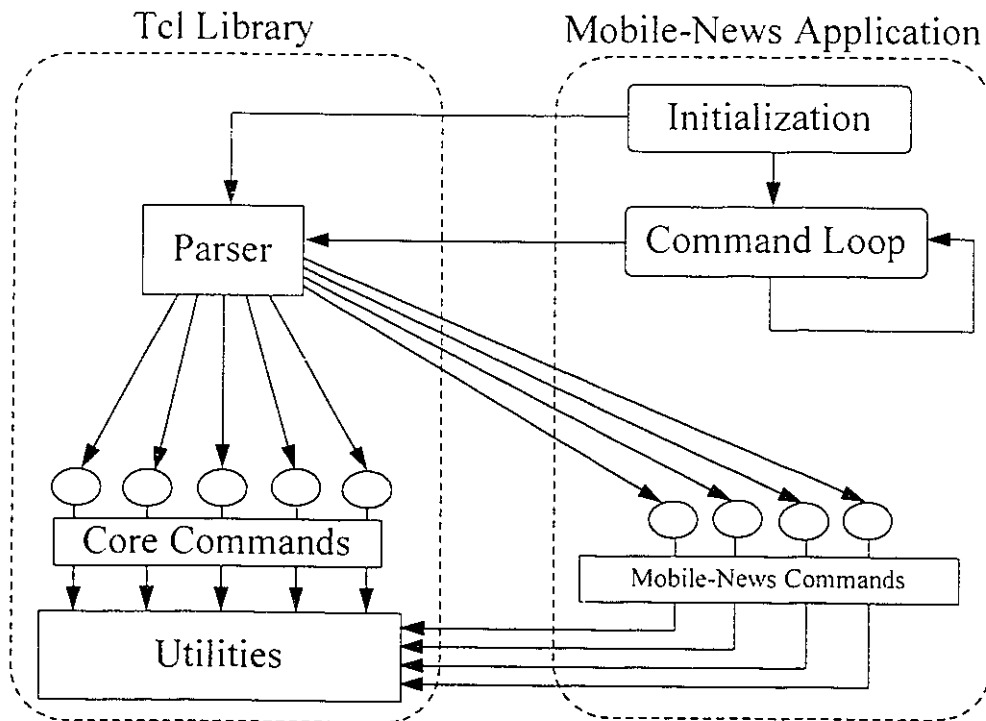 Tcl Library
Mobile-News Application
Initialization
Parser
Command Loop
Core Commands
Mobile-News Commands
Utilities